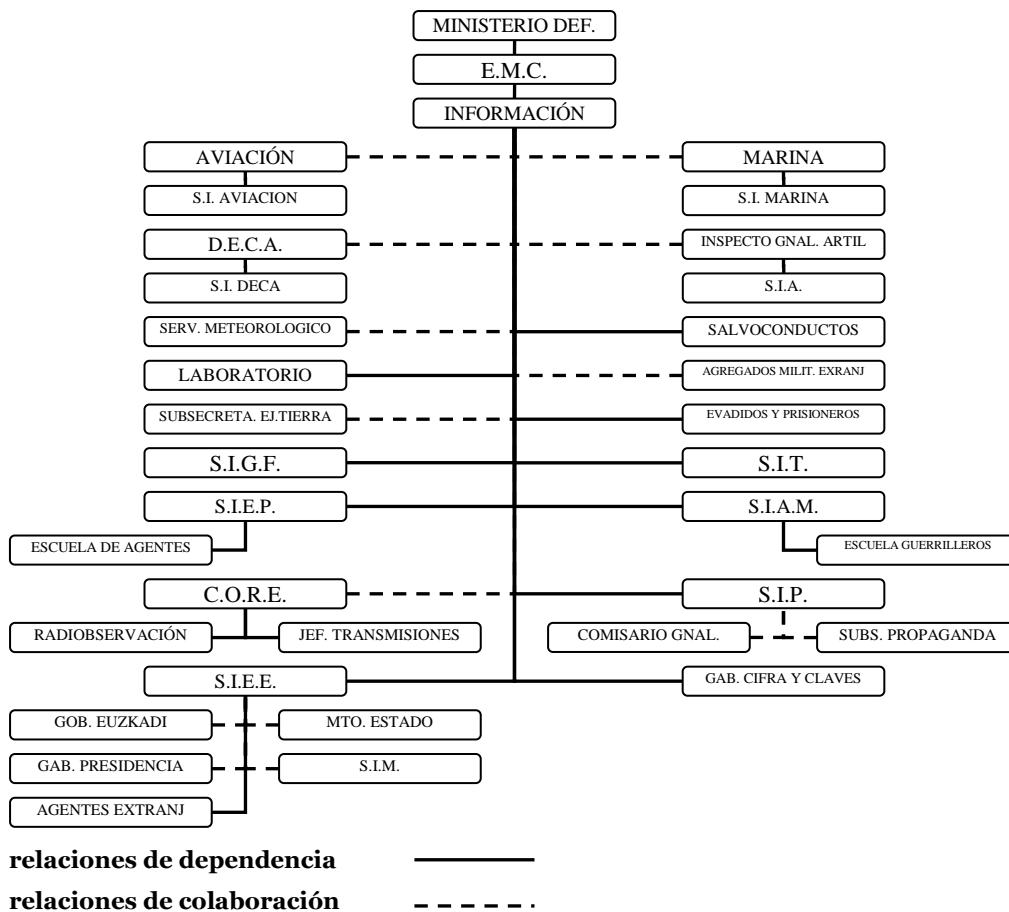 MINISTERIO DEF.
E.M.C.
INFORMACIÓN
AVIACIÓN
MARINA
S.I. AVIACION
S.I. MARINA
D.E.C.A.
INSPECTO GNAL. ARTIL
S.I. DECA
S.I.A.
SERV. METEOROLOGICO
SALVOCONDUCTOS
LABORATORIO
AGREGADOS MILIT. EXRANJ
SUBSECRETA. EJ.TIERRA
EVADIDOS Y PRISIONEROS
S.I.G.F.
S.I.T.
S.I.E.P.
S.I.A.M.
ESCUELA DE AGENTES
ESCUELA GUERRILLEROS
C.O.R.E.
S.I.P.
RADIOBSERVACIÓN
JEF. TRANSMISIONES
COMISARIO GNAL.
SUBS. PROPAGANDA
S.I.E.E.
GAB. CIFRA Y CLAVES
GOB. EUZKADI
MTO. ESTADO
GAB. PRESIDENCIA
S.I.M.
AGENTES EXTRANJ
relaciones de dependencia
relaciones de colaboración